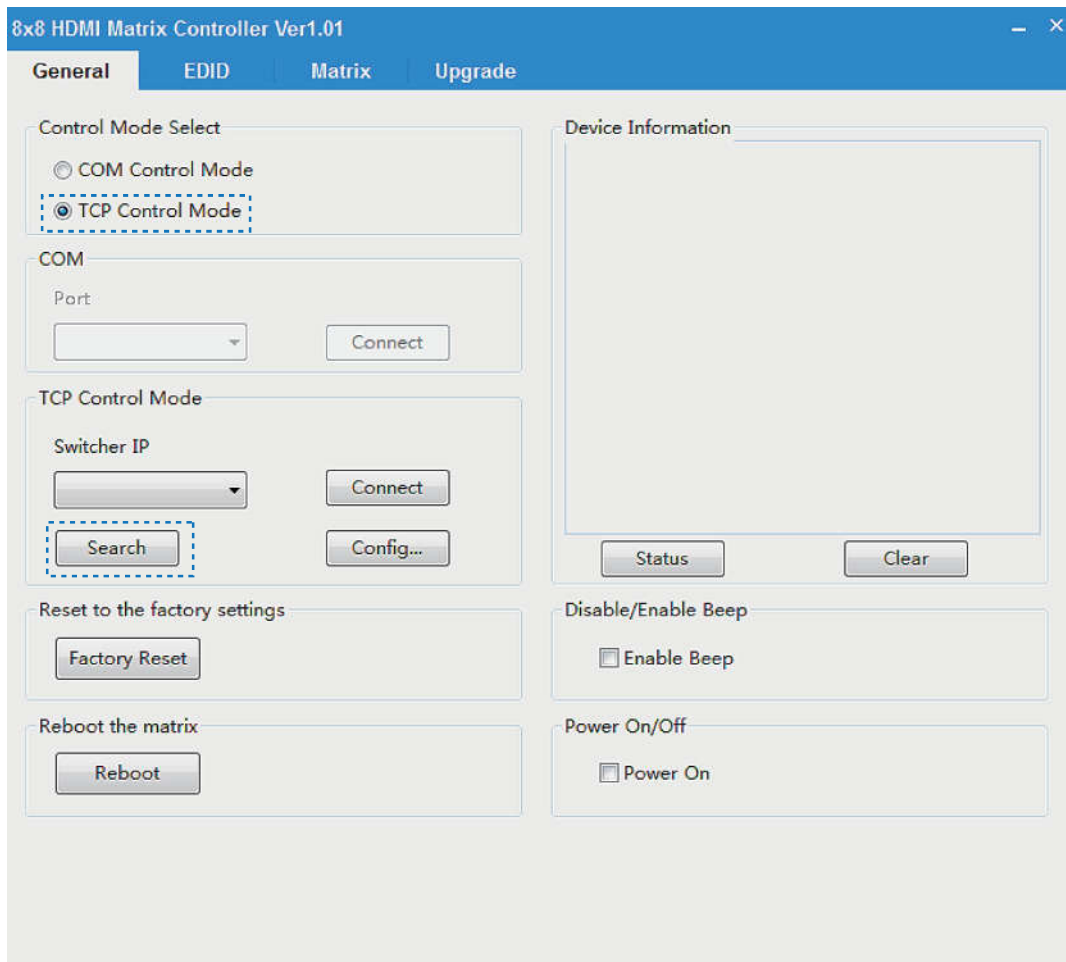 8x8 HDMI Matrix Controller Ver1.01
General EDID Matrix Upgrade
Control Mode Select
COM Control Mode
TCP Control Mode
COM
Port
Connect
TCP Control Mode
Switcher IP
Connect
Search Config...
Reset to the factory settings
Factory Reset
Reboot the matrix
Reboot
Device Information
Status Clear
Disable/Enable Beep
Enable Beep
Power On/Off
Power On